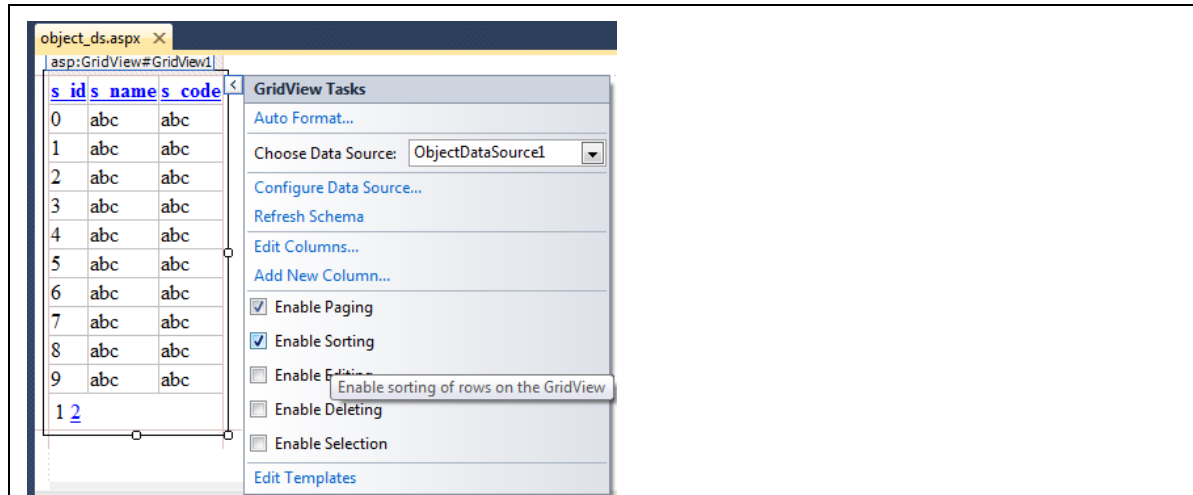 object_ds.aspx ×
asp:GridView#GridView1
s_id s_name s_code
0 abc abc
1 abc abc
2 abc abc
3 abc abc
4 abc abc
5 abc abc
6 abc abc
7 abc abc
8 abc abc
9 abc abc
1 2
<
GridView Tasks
Auto Format...
Choose Data Source: ObjectDataSource1
Configure Data Source...
Refresh Schema
Edit Columns...
Add New Column...
Enable Paging
Enable Sorting
Enable Editing
Enable sorting of rows on the GridView
Enable Deleting
Enable Selection
Edit Templates